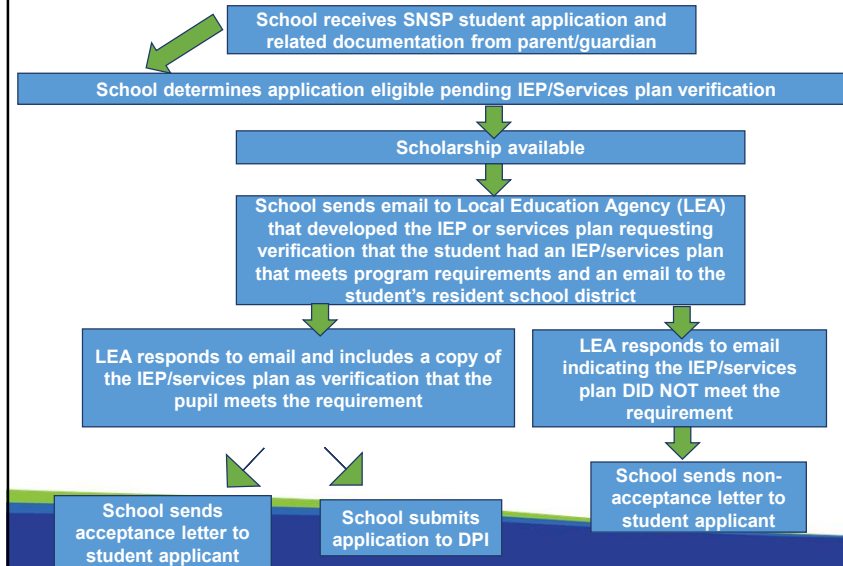 School receives SNSP student application and
related documentation from parent/guardian
School determines application eligible pending IEP/Services plan verification
Scholarship available
School sends email to Local Education Agency (LEA)
that developed the IEP or services plan requesting
verification that the student had an IEP/services plan
that meets program requirements and an email to the
student’s resident school district
LEA responds to email and includes a copy of
the IEP/services plan as verification that the
pupil meets the requirement
LEA responds to email
indicating the IEP/services
plan DID NOT meet the
requirement
School sends
acceptance letter to
student applicant
School submits
application to DPI
School sends non-
acceptance letter to
student applicant